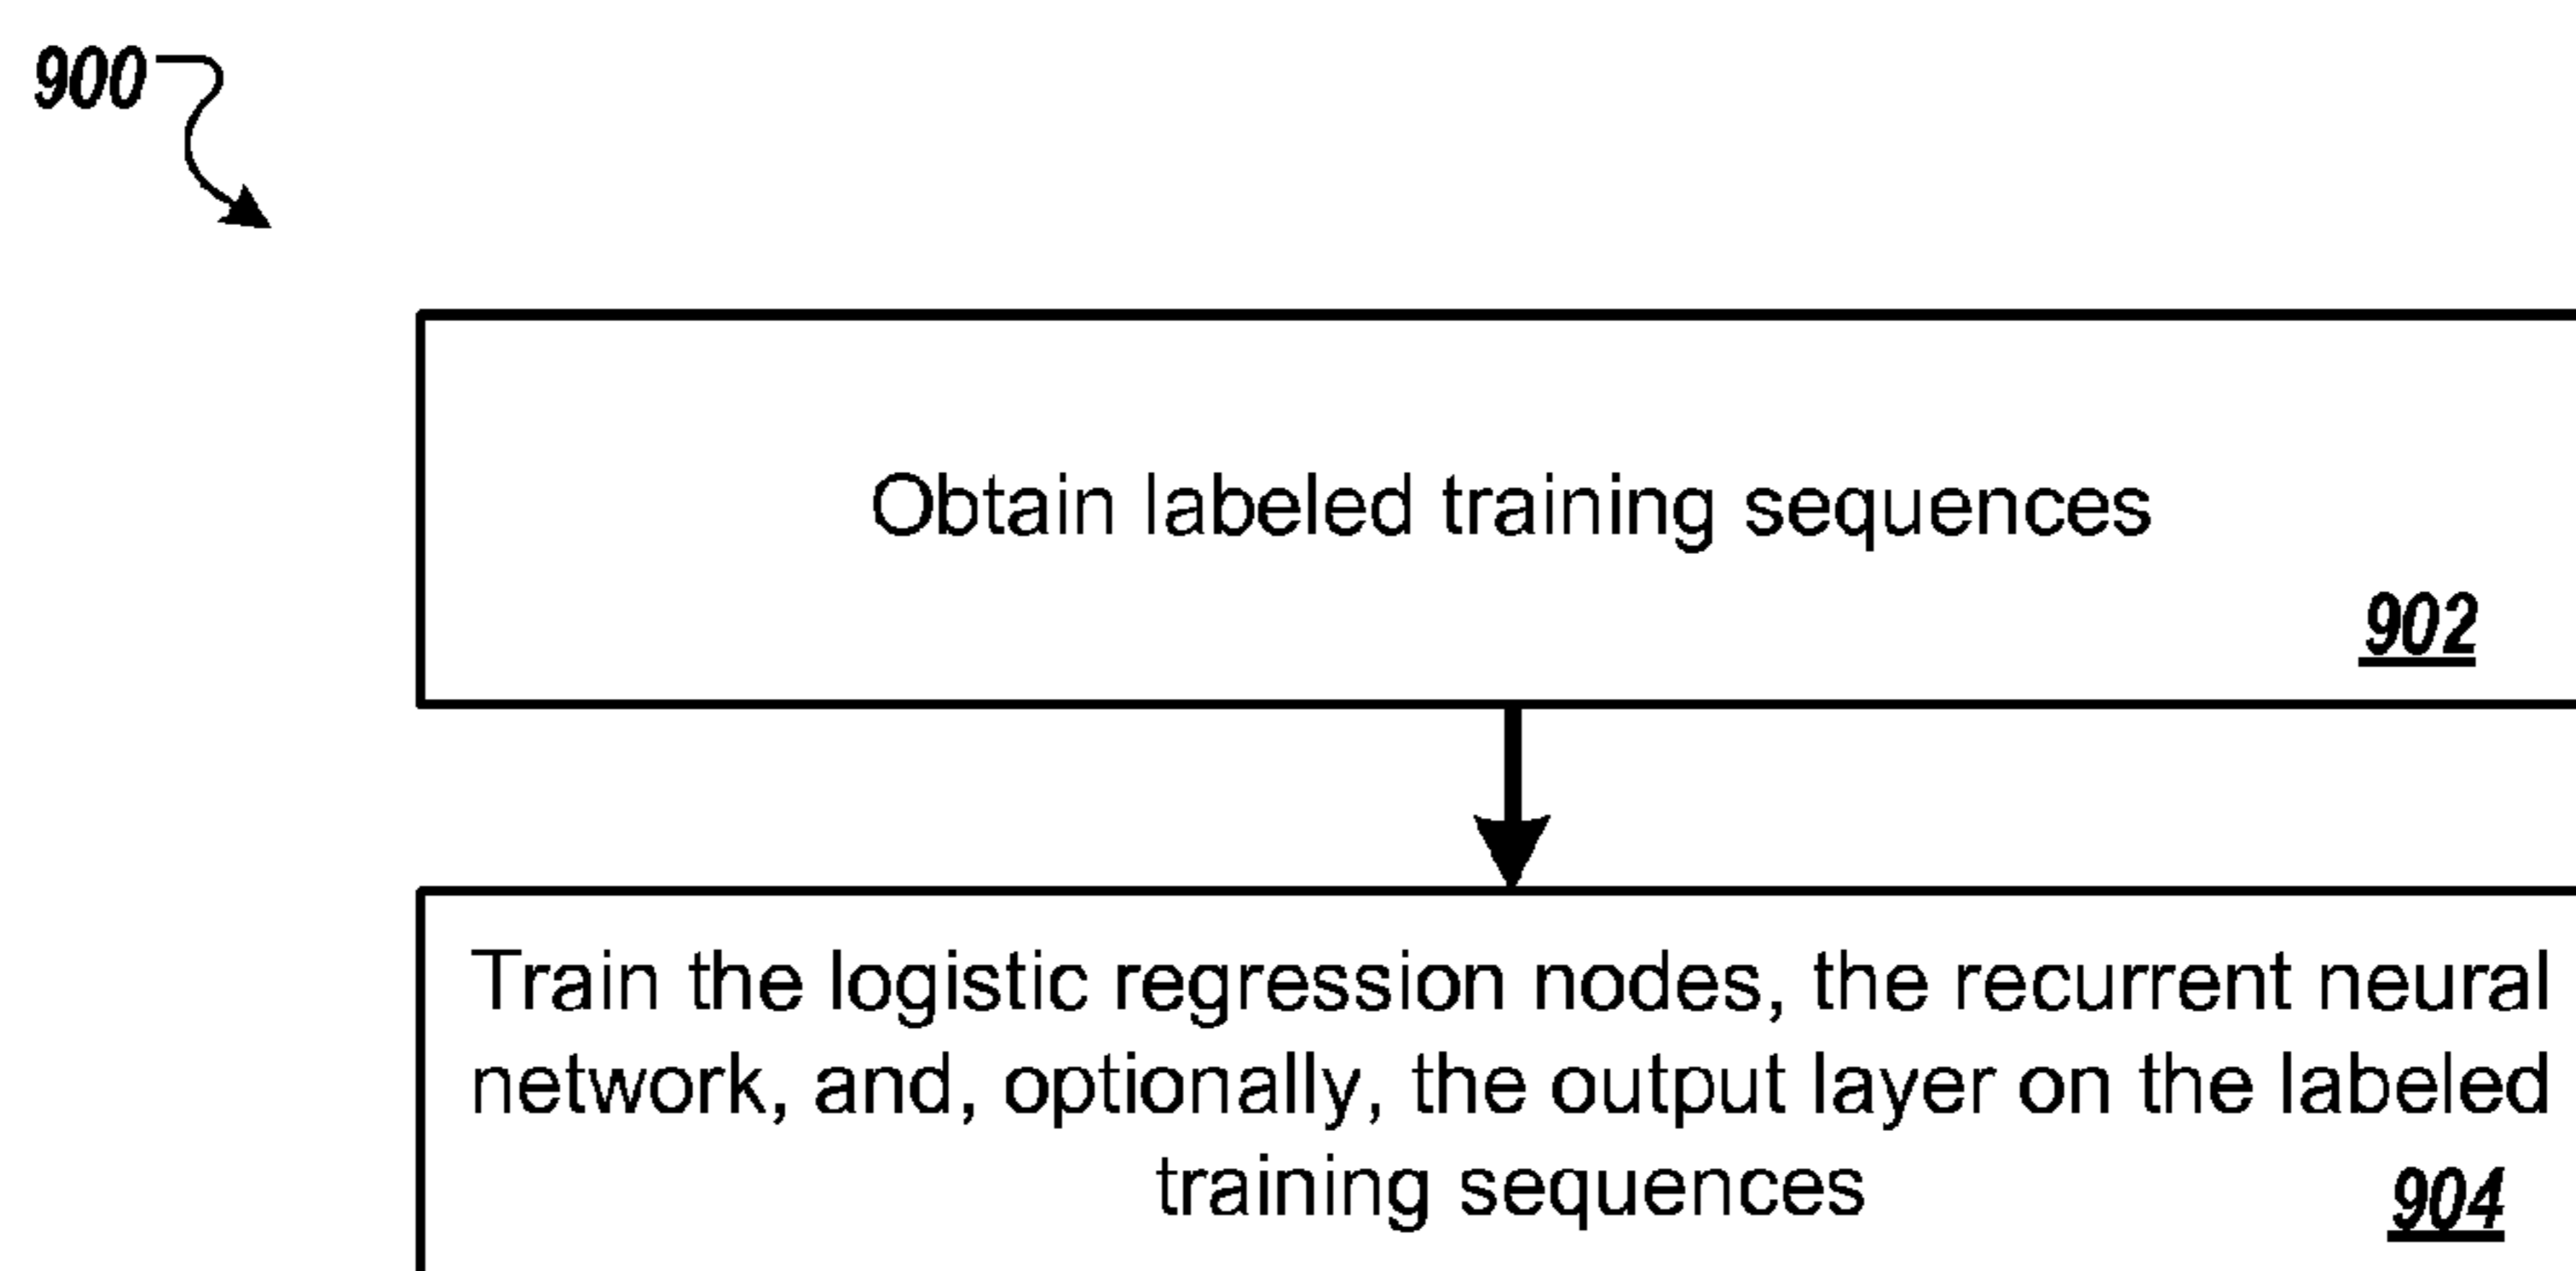 900
Obtain labeled training sequences
902
Train the logistic regression nodes, the recurrent neural
network, and, optionally, the output layer on the labeled
training sequences
904